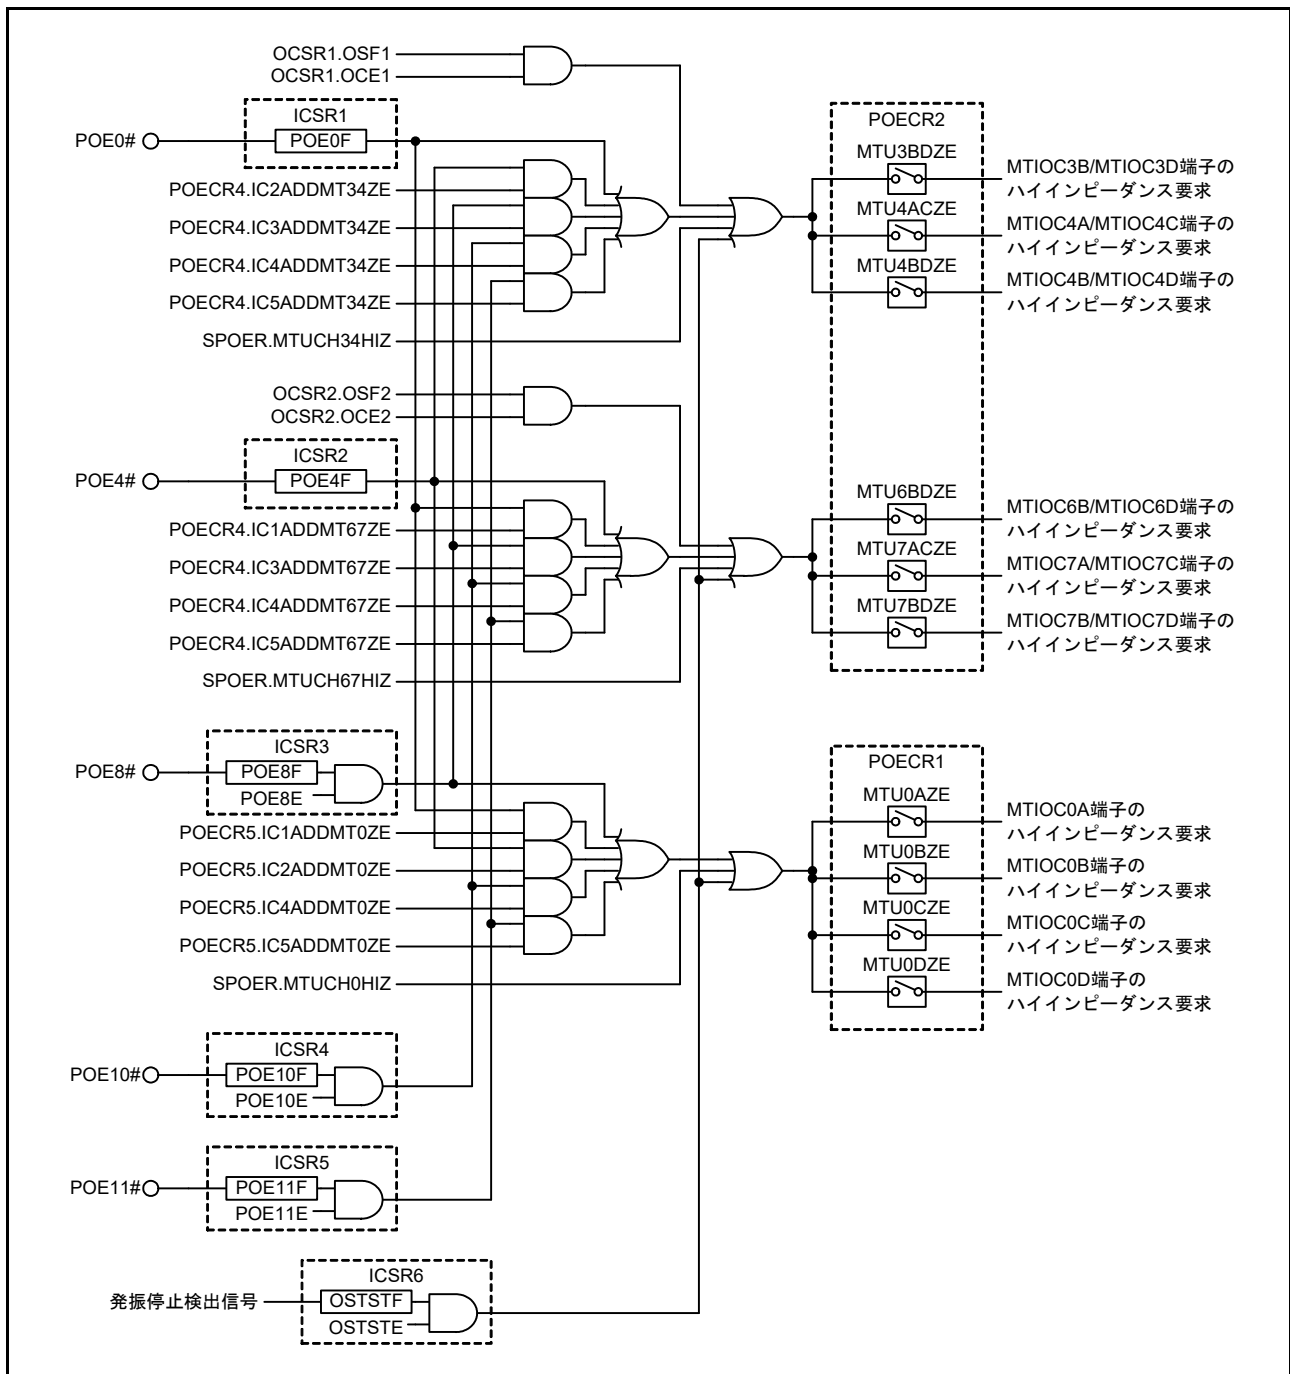 OCSR1.OSF1
OCSR1.OCE1
ICSR1
POE0#
POE0F
POECR4.IC2ADDMT34ZE
POECR4.IC3ADDMT34ZE
POECR4.IC4ADDMT34ZE
POECR4.IC5ADDMT34ZE
SPOER.MTUCH34HIZ
POECR2
MTU3BDZE
MTIOC3B/MTIOC3D端子の
ハイインピーダンス要求
MTU4ACZE
MTIOC4A/MTIOC4C端子の
ハイインピーダンス要求
MTU4BDZE
MTIOC4B/MTIOC4D端子の
ハイインピーダンス要求
OCSR2.OSF2
OCSR2.OCE2
ICSR2
POE4#
POE4F
POECR4.IC1ADDMT67ZE
POECR4.IC3ADDMT67ZE
POECR4.IC4ADDMT67ZE
POECR4.IC5ADDMT67ZE
SPOER.MTUCH67HIZ
MTU6BDZE
MTIOC6B/MTIOC6D端子の
ハイインピーダンス要求
MTU7ACZE
MTIOC7A/MTIOC7C端子の
ハイインピーダンス要求
MTU7BDZE
MTIOC7B/MTIOC7D端子の
ハイインピーダンス要求
ICSR3
POE8#
POE8F
POE8E
POECR5.IC1ADDMT0ZE
POECR5.IC2ADDMT0ZE
POECR5.IC4ADDMT0ZE
POECR5.IC5ADDMT0ZE
SPOER.MTUCH0HIZ
POECR1
MTU0AZE
MTIOC0A端子の
ハイインピーダンス要求
MTU0BZE
MTIOC0B端子の
ハイインピーダンス要求
MTU0CZE
MTIOC0C端子の
ハイインピーダンス要求
MTU0DZE
MTIOC0D端子の
ハイインピーダンス要求
ICSR4
POE10#
POE10F
POE10E
ICSR5
POE11#
POE11F
POE11E
ICSR6
発振停止検出信号
OSTSTF
OSTSTE